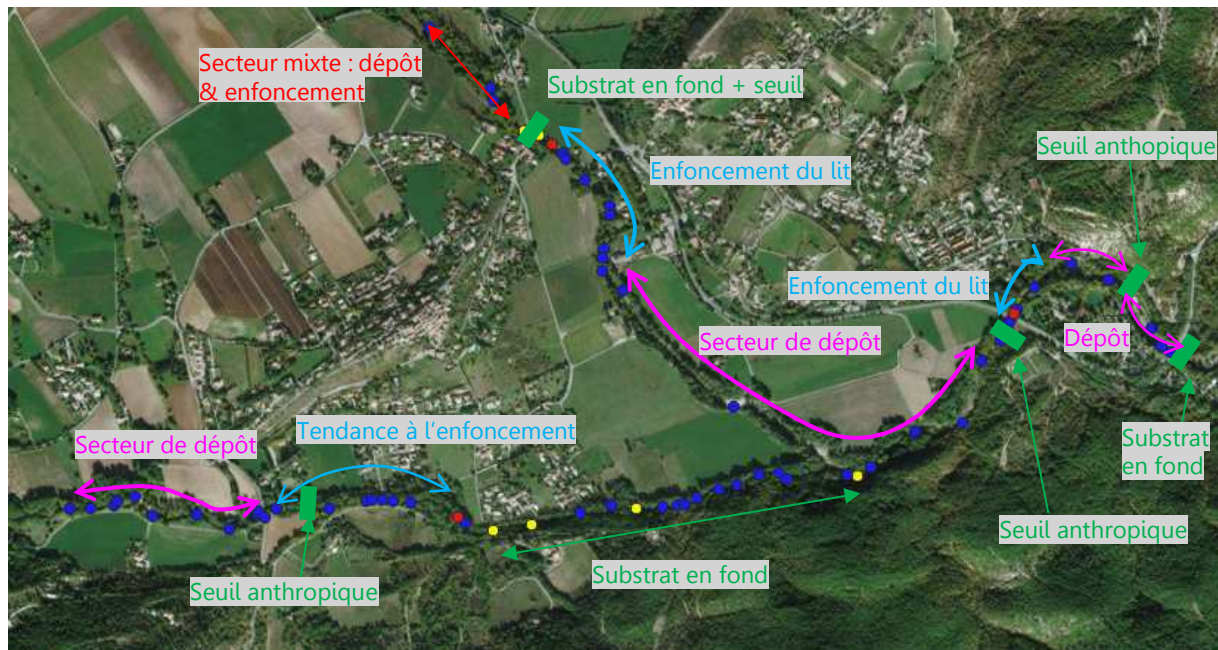 Secteur mixte : dépôt
& enfoncement
Substrat en fond + seuil
Seuil anthopique
Enfoncement du lit
Enfoncement du lit
Secteur de dépôt
Dépôt
Tendance à l'enfoncement
Secteur de dépôt
Substrat
en fond
Seuil anthropique
Substrat en fond
Seuil anthropique